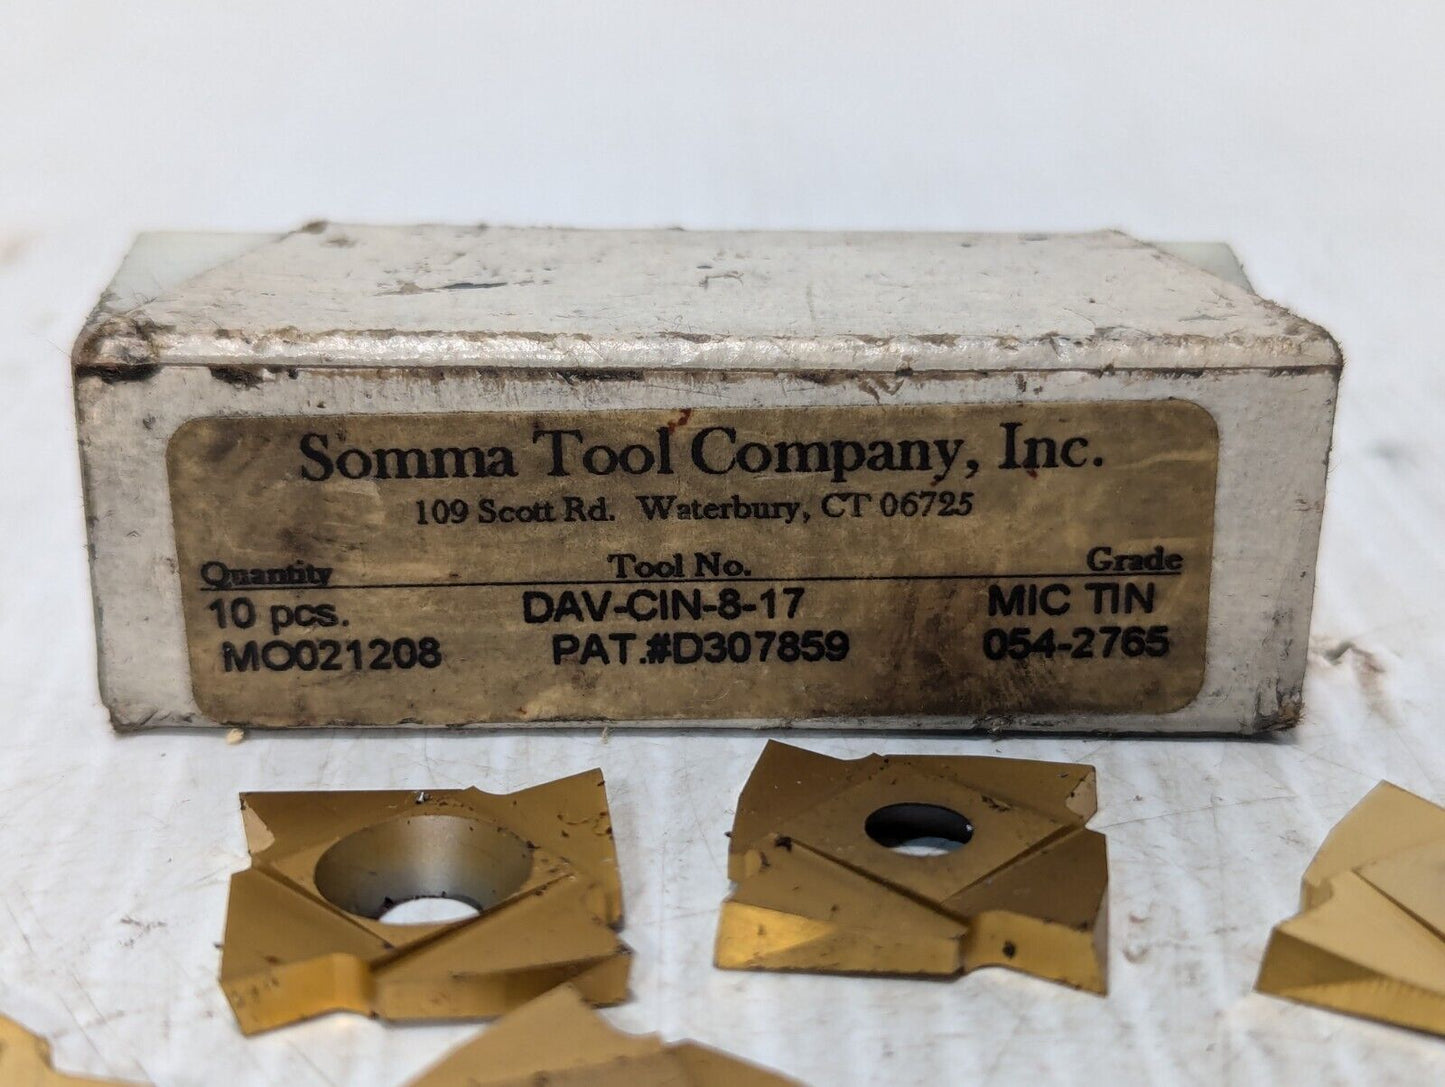 Somma Tool Company, Inc.
109 Scott Rd. Waterbury, CT 06725
Quantity Tool No. Grade
10 pcs. DAV-CIN-8-17 MIC TIN
MO021208 PAT.#D307859 054-2765